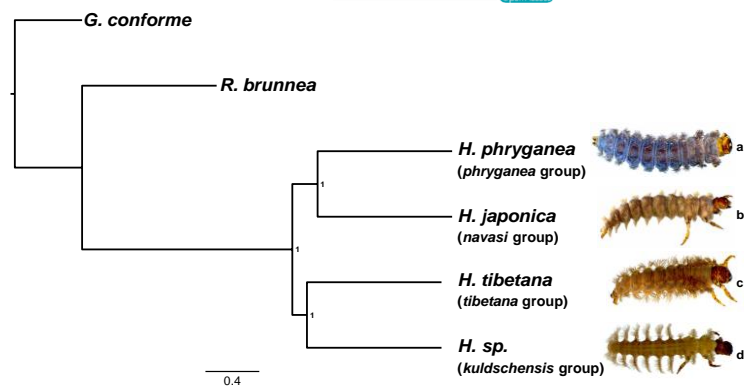 G. conforme
R. brunnea
H. phryganea
(phryganea group)
a
1
H. japonica
(navasi group)
b
1
H. tibetana
(tibetana group)
c
1
H. sp.
(kuldschensis group)
d
0.4